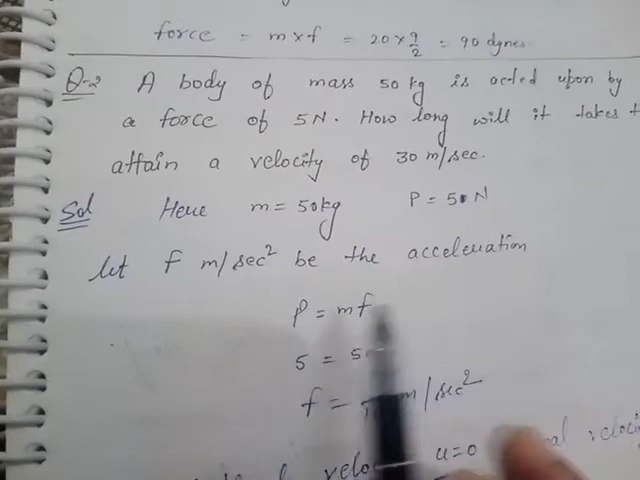 force = m x f = 20 x 9/2 = 90 dynes.
Q-2 A body of mass 50 kg is acted upon by
a force of 5N. How long will it takes t
attain a velocity of 30 m/sec.
Sol Here m = 50kg P = 5 N
let f m/sec² be the acceleration
P = mf
5 = 5
f = m/sec²
velo u=0